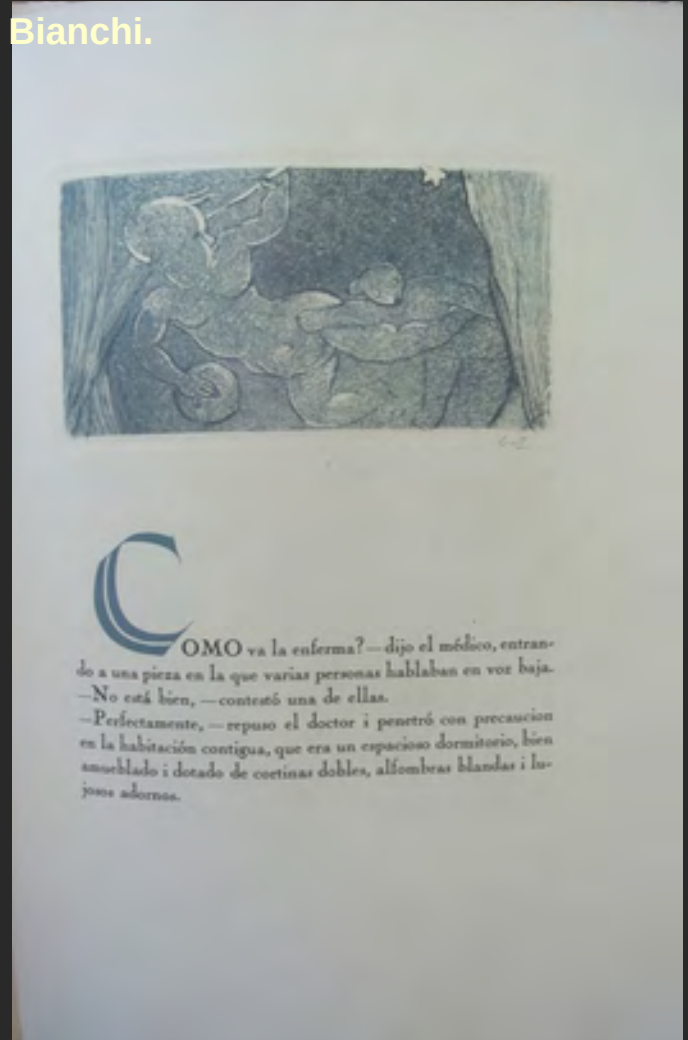 Bianchi.
COMO va la enferma?—dijo el médico, entran-
do a una pieza en la que varias personas hablaban en voz baja.
—No está bien, —contestó una de ellas.
—Perfectamente, —repuso el doctor i penetró con precaucion
en la habitación contigua, que era un espacioso dormitorio, bien
amueblado i dotado de cortinas dobles, alfombras blandas i lu-
josos adornos.